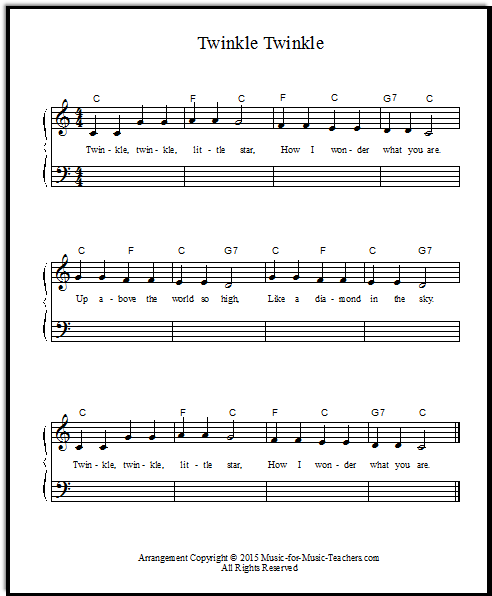 Twinkle Twinkle
C F C F C G7 C
4 4
Twin - kle, twin - kle, lit - tle star, How I won - der what you are.
4 4
C F C G7 C F C G7
Up a - bove the world so high, Like a dia - mond in the sky.
C F C F C G7 C
Twin - kle, twin - kle, lit - tle star, How I won - der what you are.
Arrangement Copyright © 2015 Music-for-Music-Teachers.com
All Rights Reserved